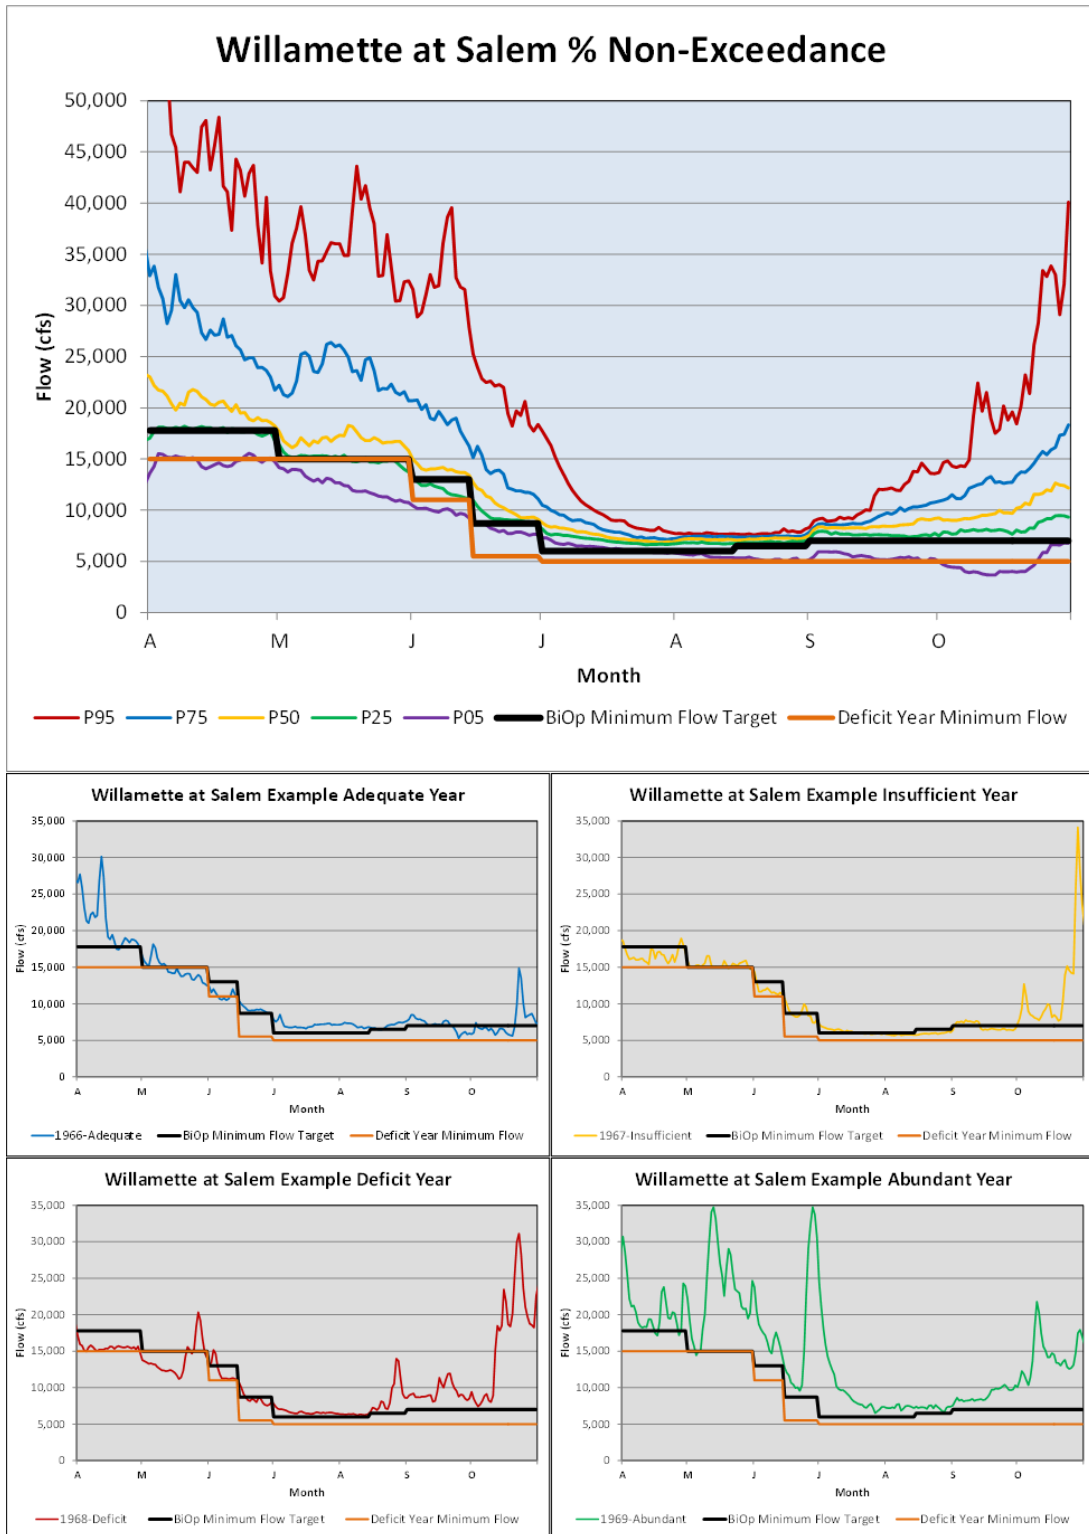 Willamette at Salem % Non-Exceedance
50,000
45,000
40,000
35,000
30,000
25,000
20,000
15,000
10,000
5,000
0
Flow (cfs)
A M J J A S O
Month
P95 P75 P50 P25 P05 BiOp Minimum Flow Target Deficit Year Minimum Flow
Willamette at Salem Example Adequate Year
35,000
30,000
25,000
20,000
15,000
10,000
5,000
0
Flow (cfs)
A M J J A S O
Month
1966-Adequate BiOp Minimum Flow Target Deficit Year Minimum Flow
Willamette at Salem Example Insufficient Year
35,000
30,000
25,000
20,000
15,000
10,000
5,000
0
Flow (cfs)
A M J J A S O
Month
1967-Insufficient BiOp Minimum Flow Target Deficit Year Minimum Flow
Willamette at Salem Example Deficit Year
35,000
30,000
25,000
20,000
15,000
10,000
5,000
0
Flow (cfs)
A M J J A S O
Month
1968-Deficit BiOp Minimum Flow Target Deficit Year Minimum Flow
Willamette at Salem Example Abundant Year
35,000
30,000
25,000
20,000
15,000
10,000
5,000
0
Flow (cfs)
A M J J A S O
Month
1969-Abundant BiOp Minimum Flow Target Deficit Year Minimum Flow